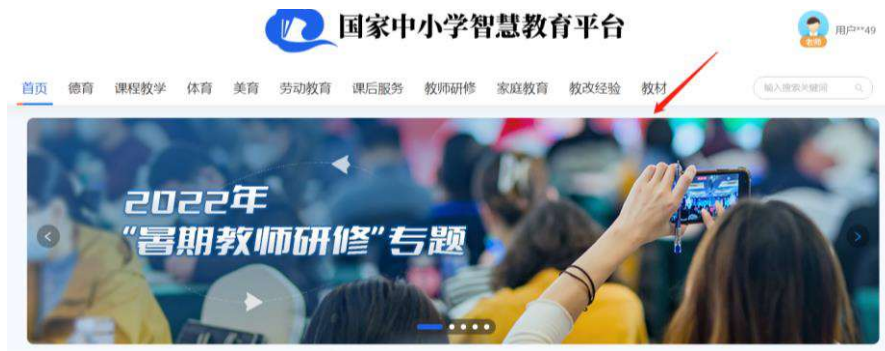 国家中小学智慧教育平台
老师
用户**49
首页 德育 课程教学 体育 美育 劳动教育 课后服务 教师研修 家庭教育 教改经验 教材
输入搜索关键词
2022年
“暑期教师研修”专题